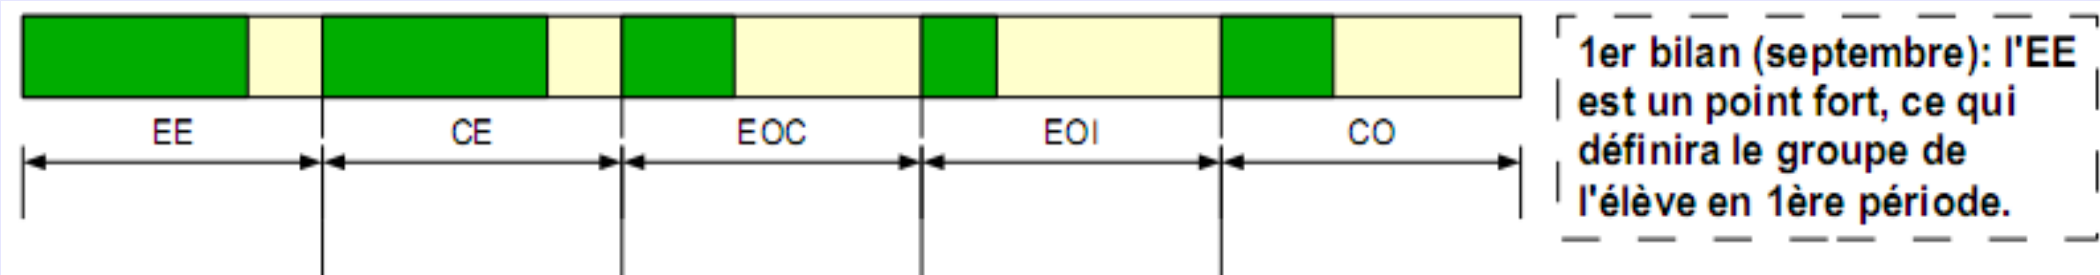 EE CE EOC EOI CO
1er bilan (septembre): l'EE
est un point fort, ce qui
définira le groupe de
l'élève en 1ère période.